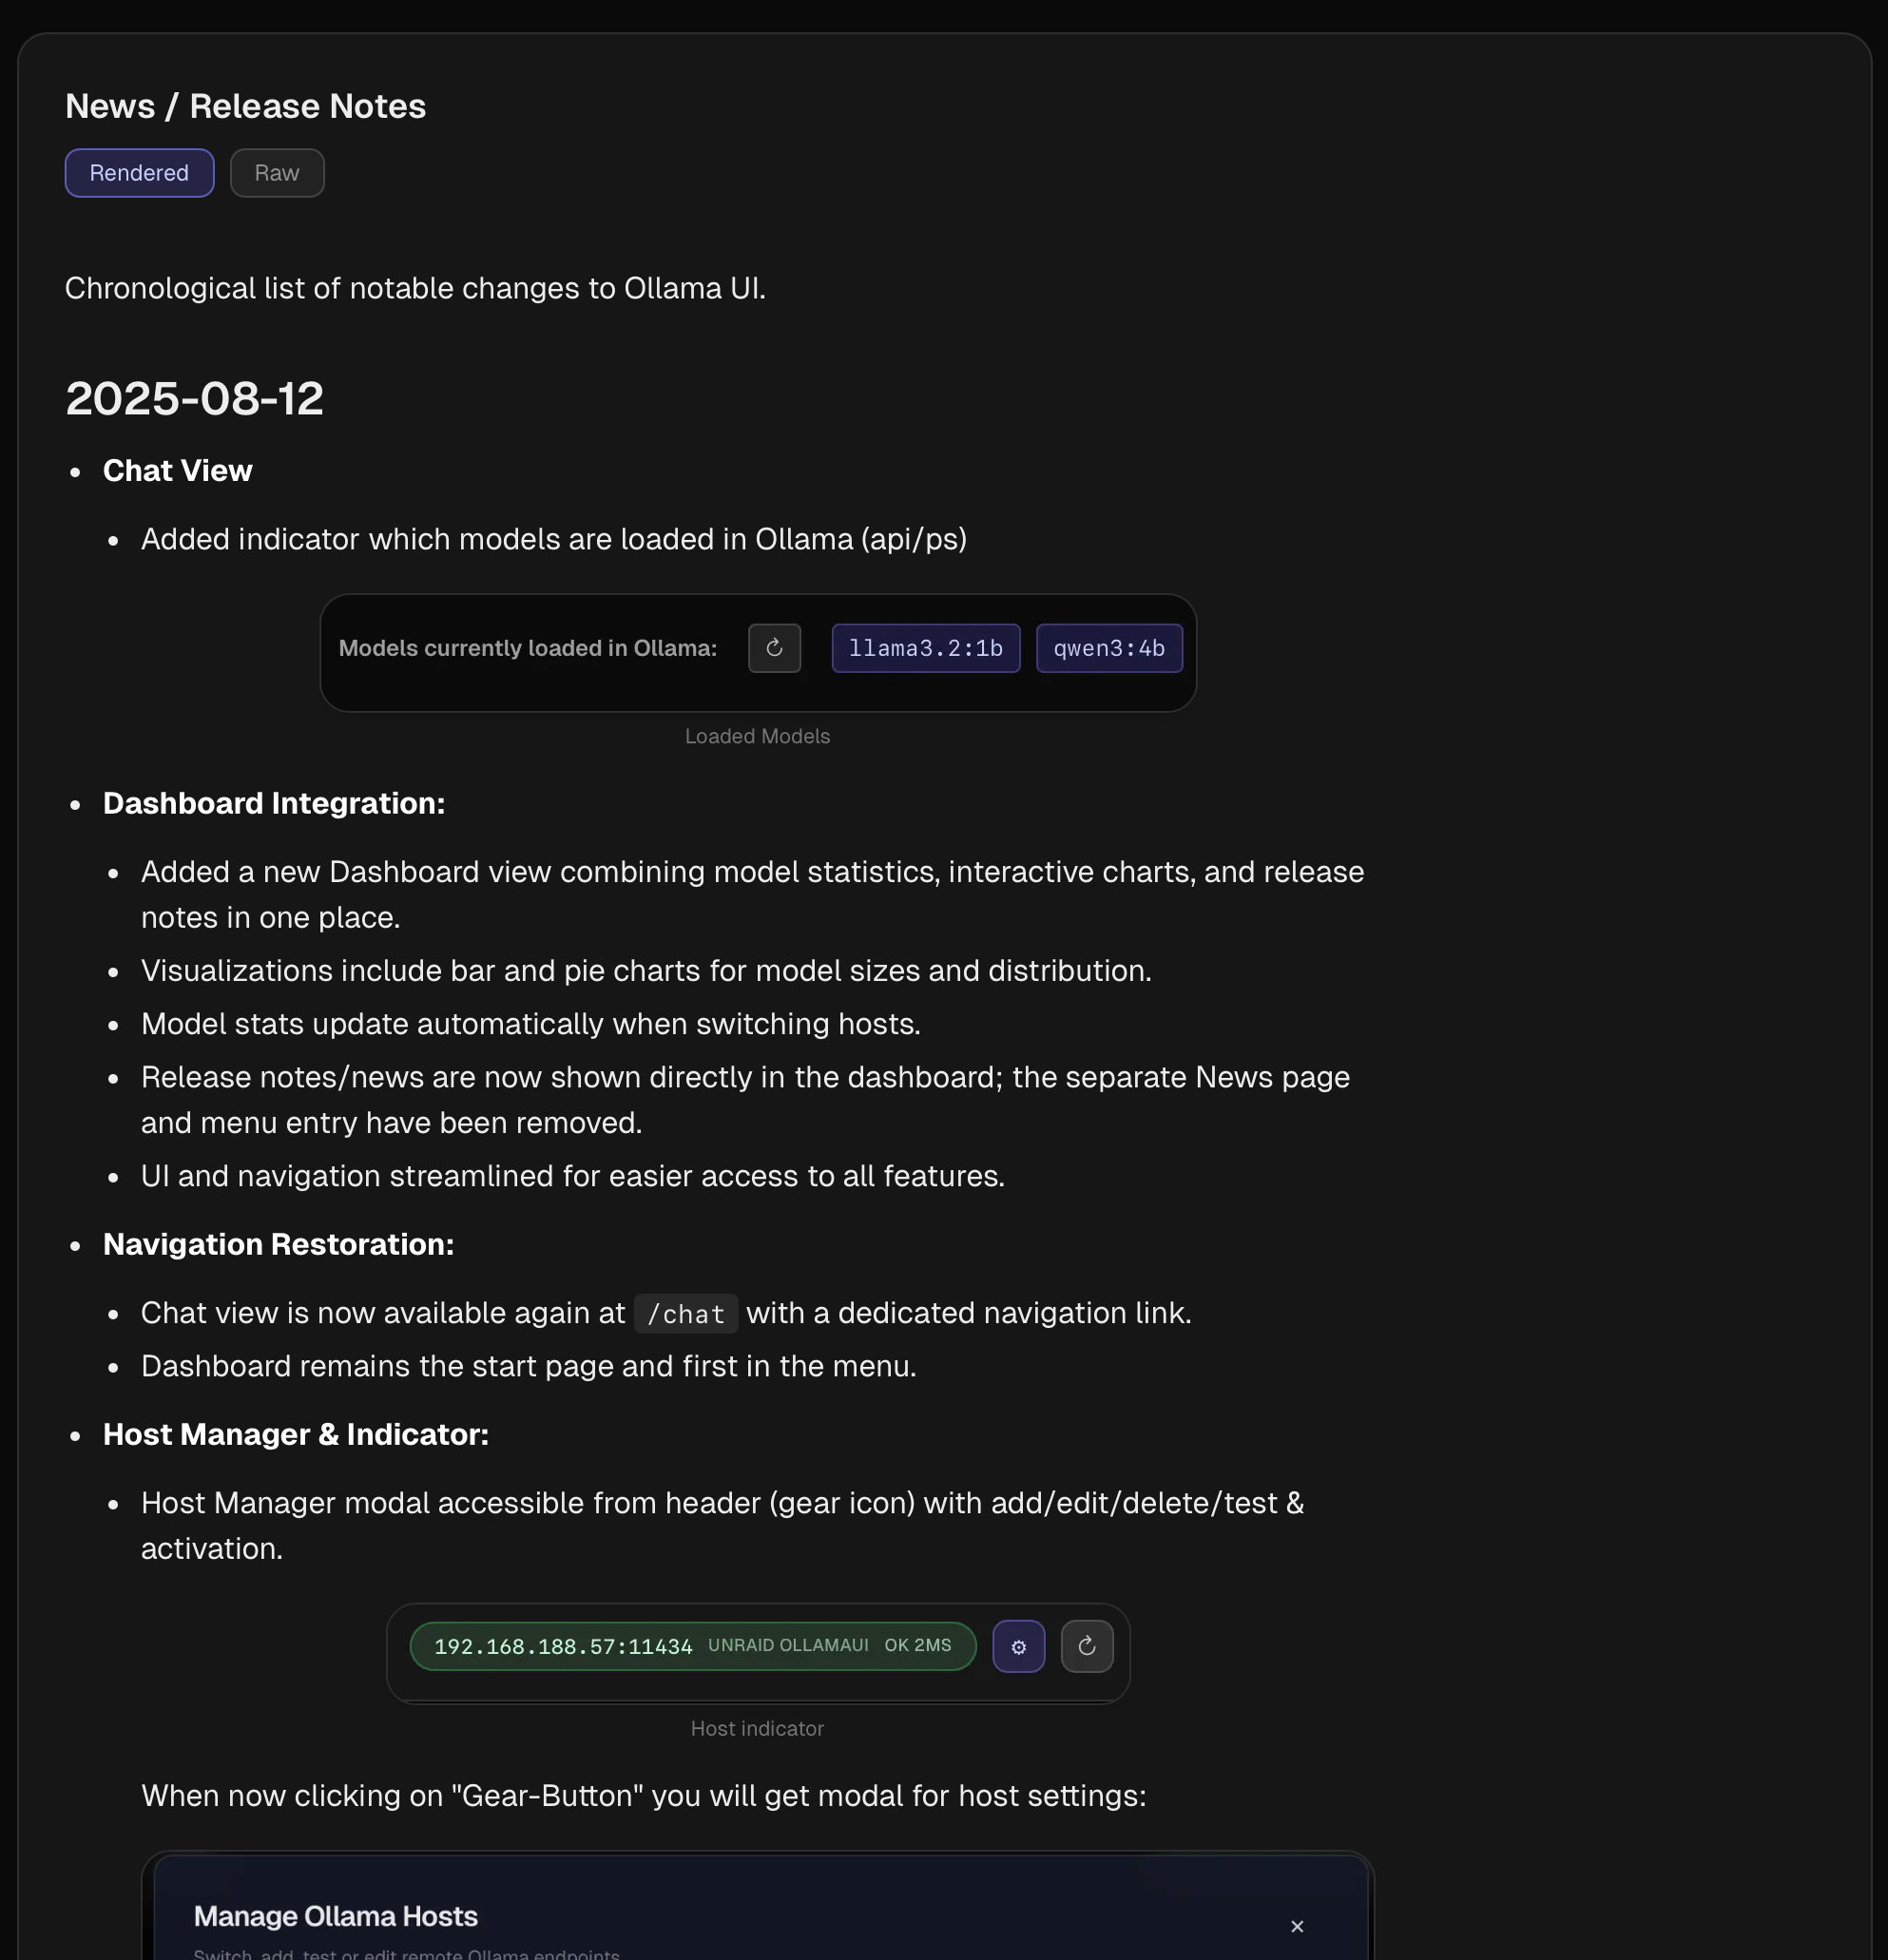 News / Release Notes
Rendered
Raw
Chronological list of notable changes to Ollama UI.
2025-08-12
Chat View
Added indicator which models are loaded in Ollama (api/ps)
Models currently loaded in Ollama:
llama3.2:1b
qwen3:4b
Loaded Models
Dashboard Integration:
Added a new Dashboard view combining model statistics, interactive charts, and release
notes in one place.
Visualizations include bar and pie charts for model sizes and distribution.
Model stats update automatically when switching hosts.
Release notes/news are now shown directly in the dashboard; the separate News page
and menu entry have been removed.
UI and navigation streamlined for easier access to all features.
Navigation Restoration:
Chat view is now available again at /chat with a dedicated navigation link.
Dashboard remains the start page and first in the menu.
Host Manager & Indicator:
Host Manager modal accessible from header (gear icon) with add/edit/delete/test &
activation.
192.168.188.57:11434 UNRAID OLLAMAUI OK 2MS
Host indicator
When now clicking on "Gear-Button" you will get modal for host settings:
Manage Ollama Hosts
Switch, add, test or edit remote Ollama endpoints